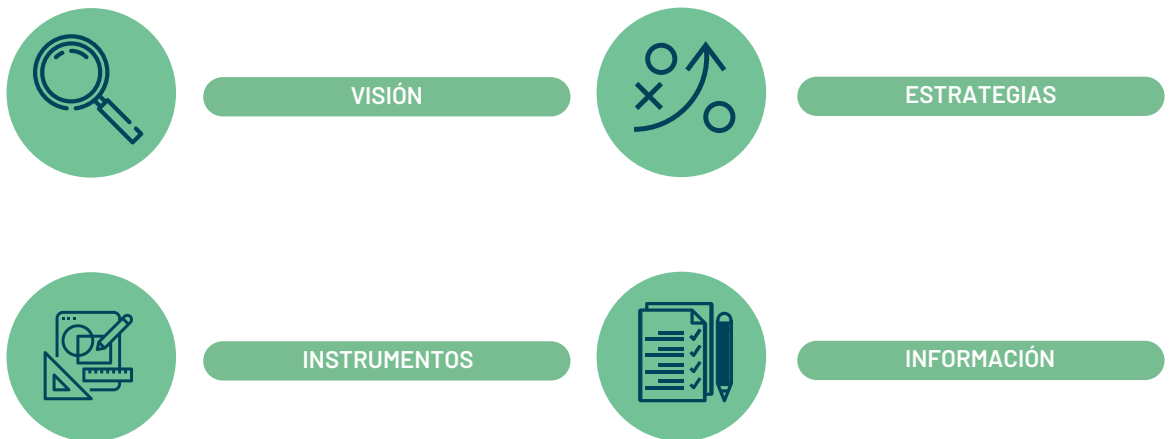 VISIÓN
ESTRATEGIAS
INSTRUMENTOS
INFORMACIÓN